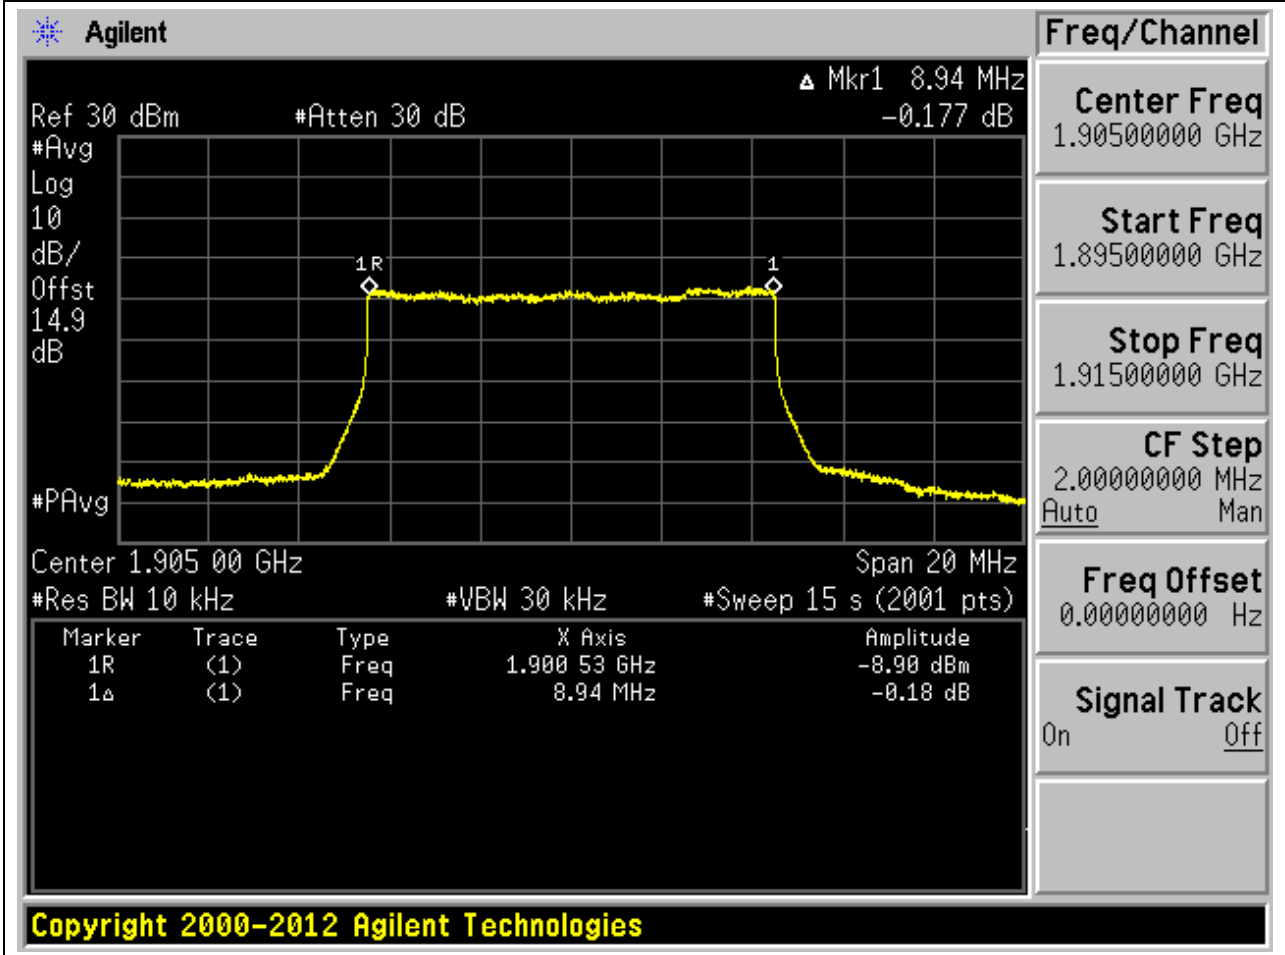 Agilent
Freq/Channel
Δ Mkr1 8.94 MHz
Ref 30 dBm #Atten 30 dB -0.177 dB
#Avg
Log
10
dB/
Offst
14.9
dB
1R 1
#PAvg
Center 1.905 00 GHz Span 20 MHz
#Res BW 10 kHz #VBW 30 kHz #Sweep 15 s (2001 pts)
Marker Trace Type X Axis Amplitude
1R (1) Freq 1.900 53 GHz -8.90 dBm
1Δ (1) Freq 8.94 MHz -0.18 dB
Center Freq
1.90500000 GHz
Start Freq
1.89500000 GHz
Stop Freq
1.91500000 GHz
CF Step
2.00000000 MHz
Auto Man
Freq Offset
0.00000000 Hz
Signal Track
On Off
Copyright 2000-2012 Agilent Technologies